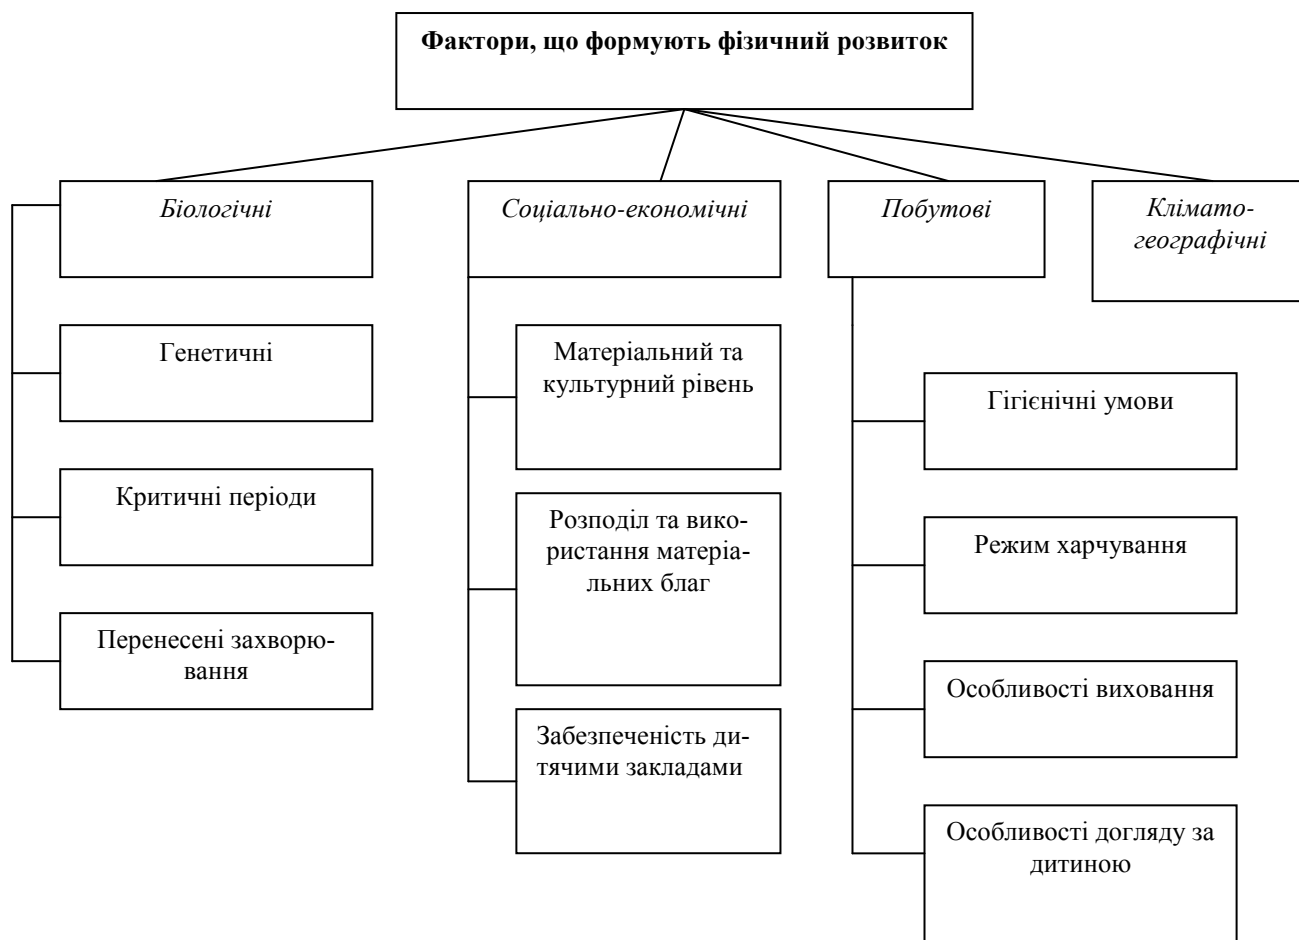 Фактори, що формують фізичний розвиток
Біологічні
Соціально-економічні
Побутові
Клімато-
географічні
Генетичні
Критичні періоди
Перенесені захворю-
вання
Матеріальний та
культурний рівень
Розподіл та вико-
ристання матеріа-
льних благ
Забезпеченість ди-
тячими закладами
Гігієнічні умови
Режим харчування
Особливості виховання
Особливості догляду за
дитиною